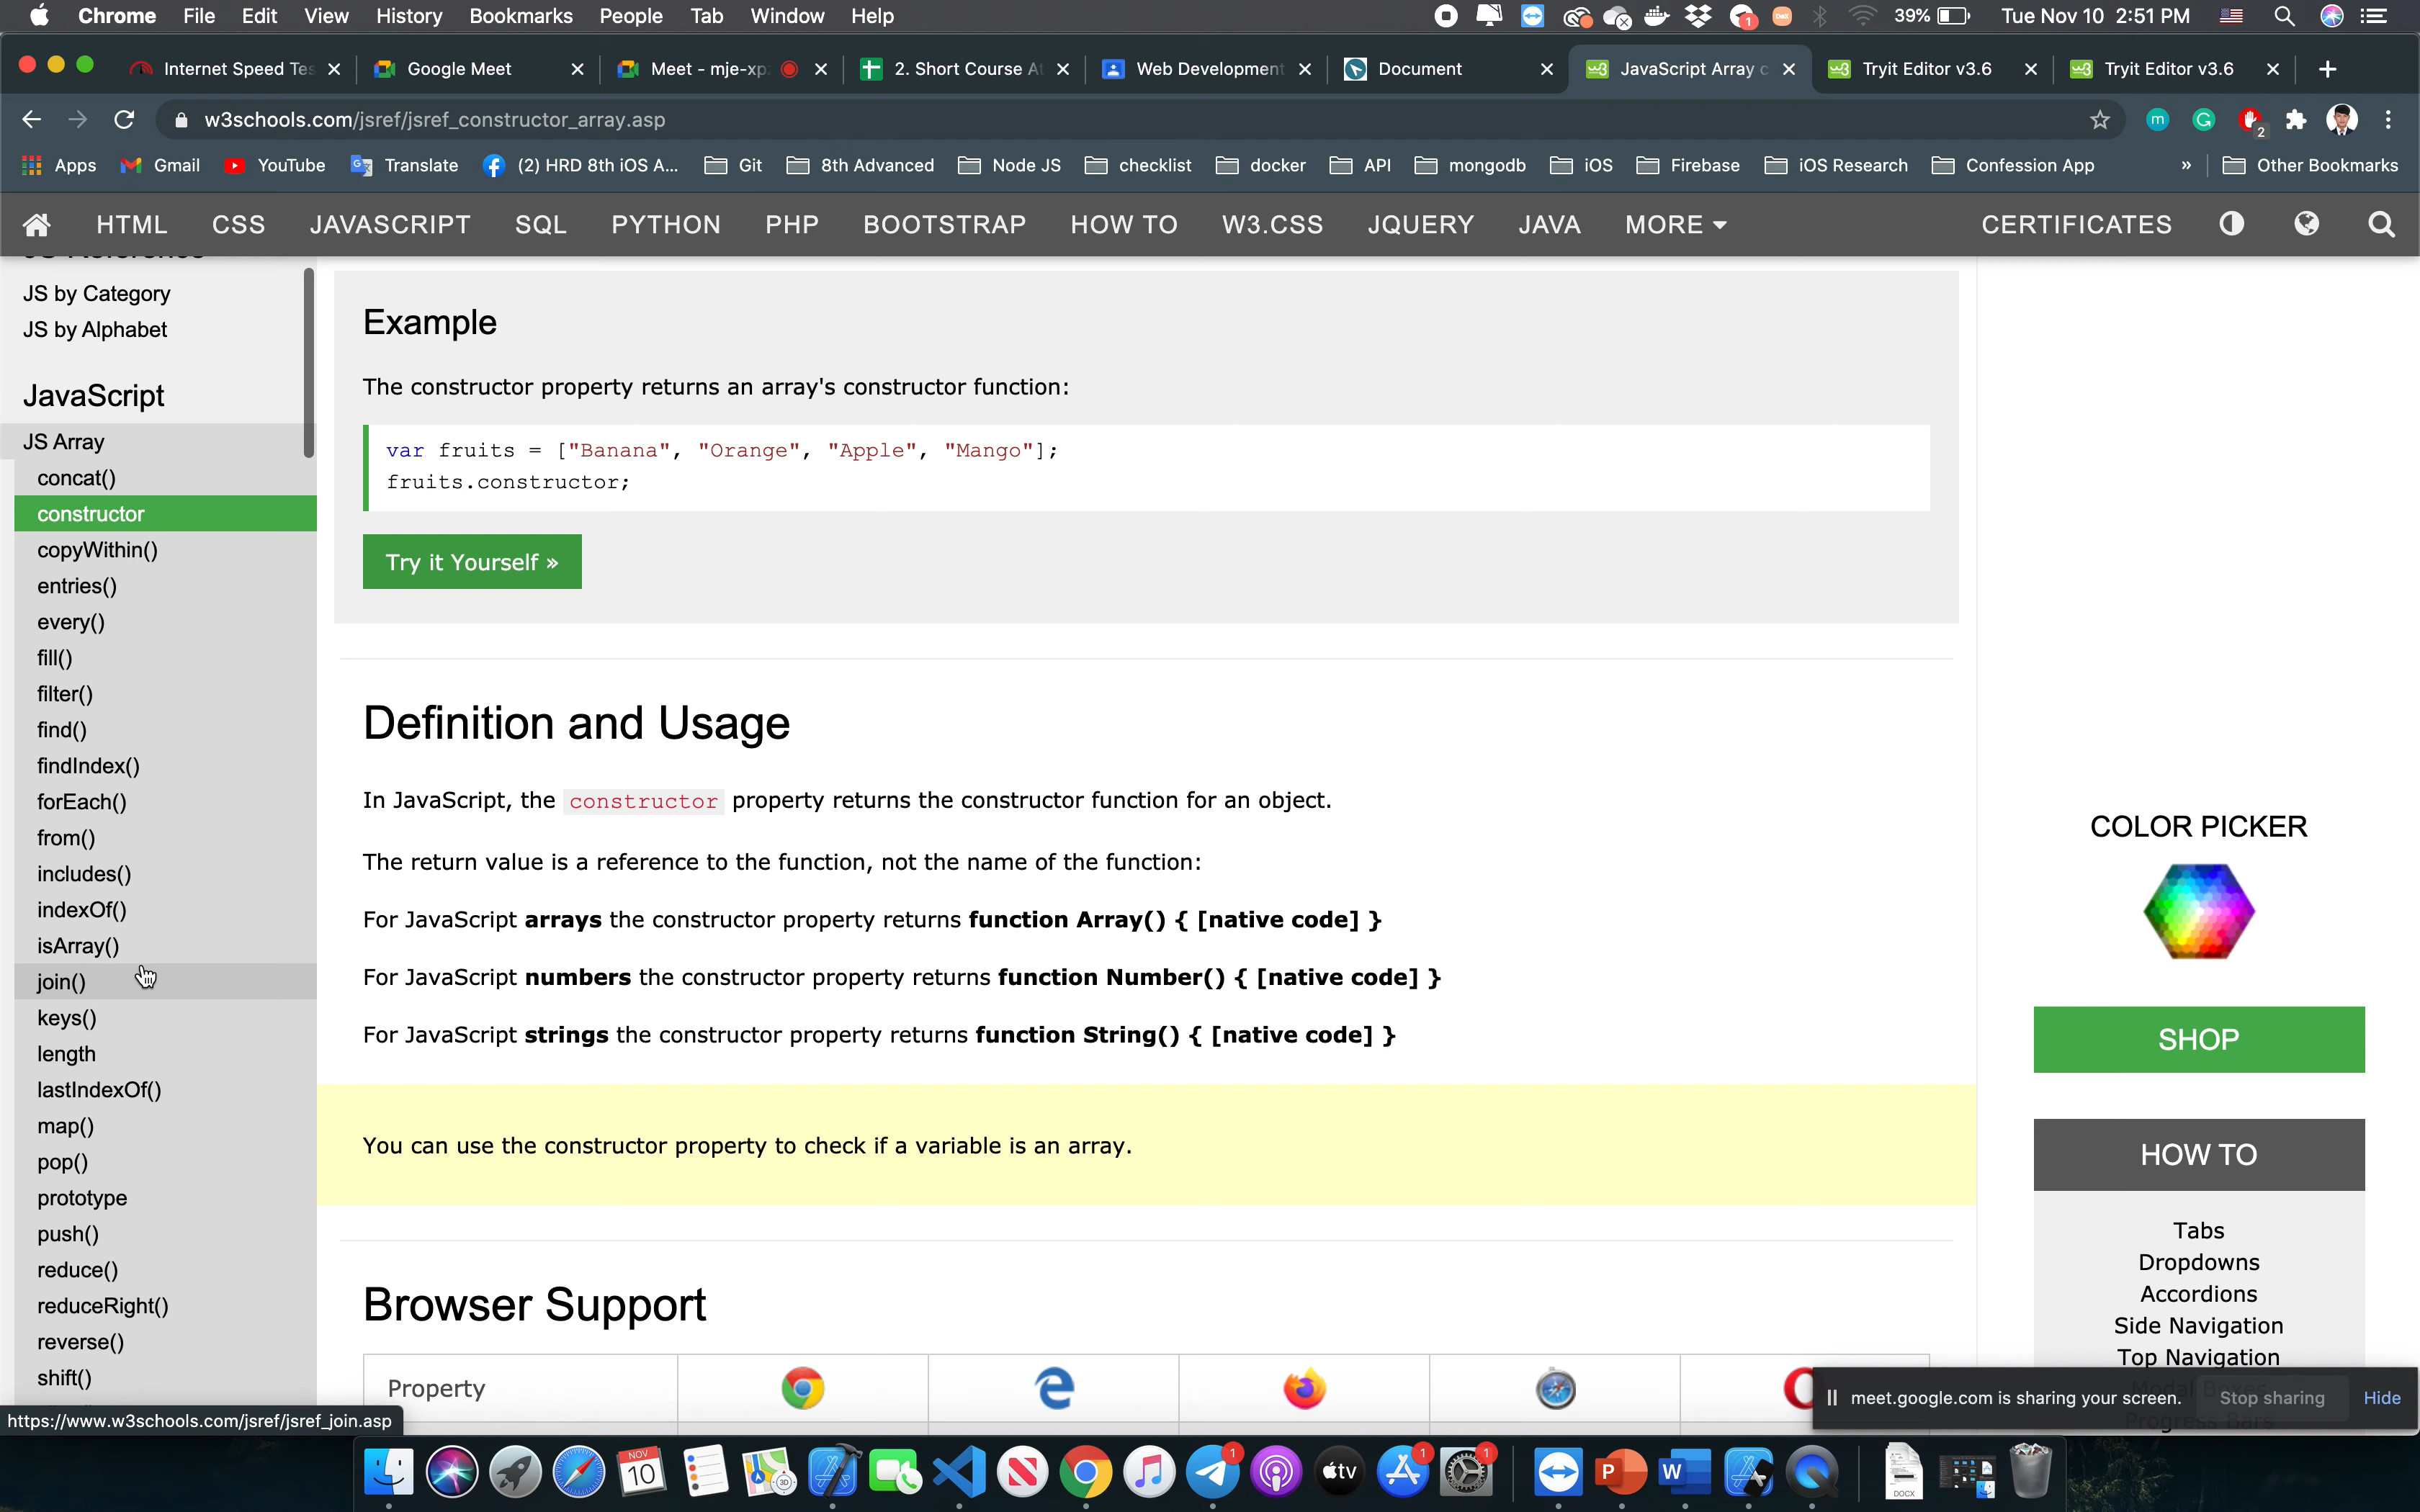 Chrome File Edit View History Bookmarks People Tab Window Help 39% Tue Nov 10 2:51 PM
Internet Speed Tes Google Meet Meet - mje-xp 2. Short Course At Web Development Document JavaScript Array c Tryit Editor v3.6 Tryit Editor v3.6
w3schools.com/jsref/jsref_constructor_array.asp
Apps Gmail YouTube Translate (2) HRD 8th iOS A... Git 8th Advanced Node JS checklist docker API mongodb iOS Firebase iOS Research Confession App » Other Bookmarks
HTML CSS JAVASCRIPT SQL PYTHON PHP BOOTSTRAP HOW TO W3.CSS JQUERY JAVA MORE CERTIFICATES
JS Reference
JS by Category
JS by Alphabet
JavaScript
JS Array
concat()
constructor
copyWithin()
entries()
every()
fill()
filter()
find()
findIndex()
forEach()
from()
includes()
indexOf()
isArray()
join()
keys()
length
lastIndexOf()
map()
pop()
prototype
push()
reduce()
reduceRight()
reverse()
shift()
https://www.w3schools.com/jsref/jsref_join.asp
Example
The constructor property returns an array's constructor function:
var fruits = ["Banana", "Orange", "Apple", "Mango"];
fruits.constructor;
Try it Yourself »
Definition and Usage
In JavaScript, the constructor property returns the constructor function for an object.
The return value is a reference to the function, not the name of the function:
For JavaScript arrays the constructor property returns function Array() { [native code] }
For JavaScript numbers the constructor property returns function Number() { [native code] }
For JavaScript strings the constructor property returns function String() { [native code] }
You can use the constructor property to check if a variable is an array.
Browser Support
Property
COLOR PICKER
SHOP
HOW TO
Tabs
Dropdowns
Accordions
Side Navigation
Top Navigation
meet.google.com is sharing your screen. Stop sharing Hide
NOV
10
tv
P
W
DOCX